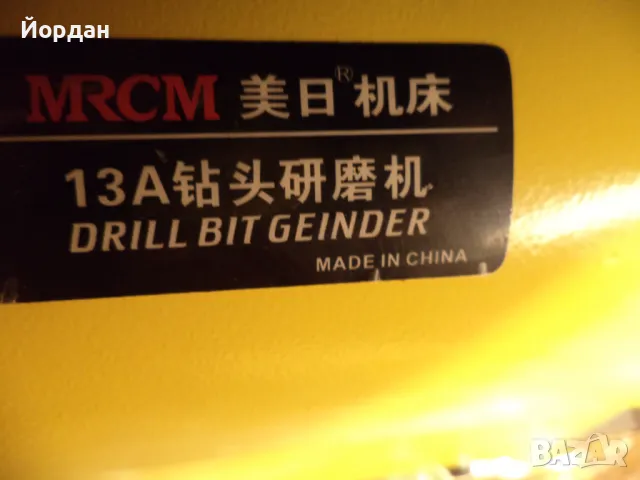 Йордан
MRCM 美日® 机床
13A钻头研磨机
DRILL BIT GEINDER
MADE IN CHINA
BAZAR